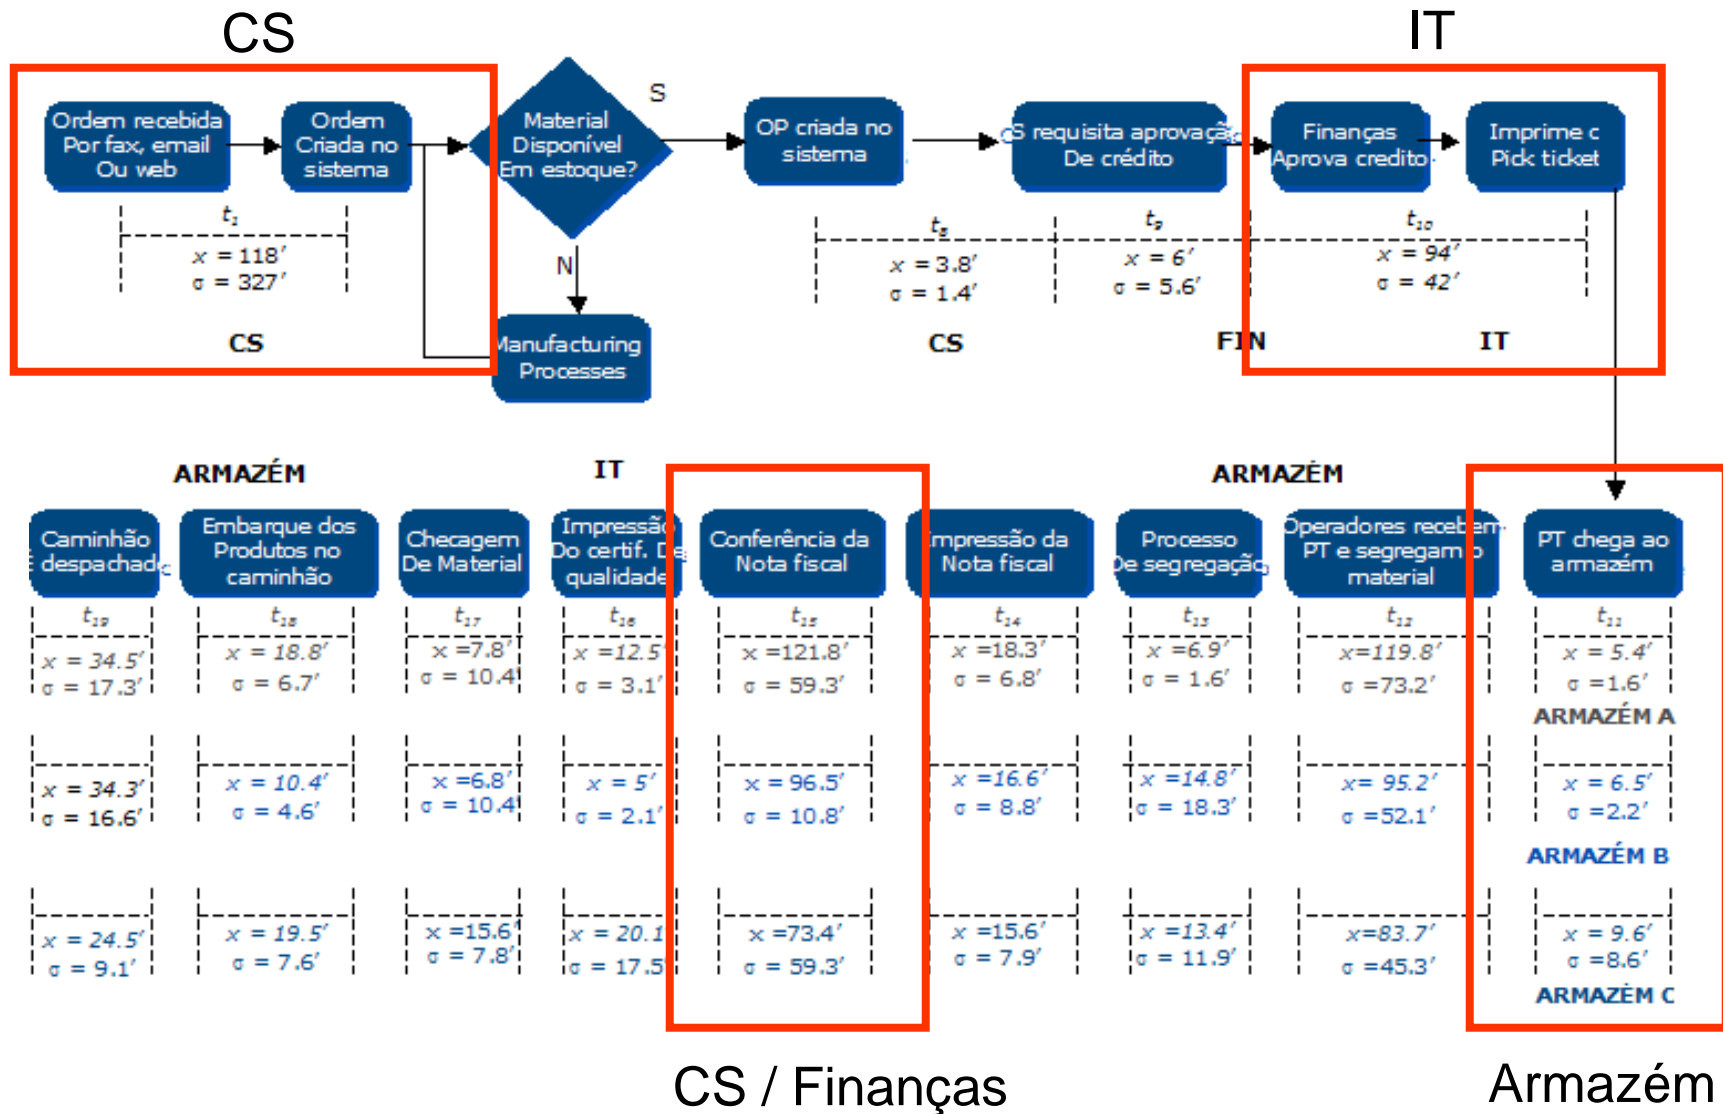 CS
IT
Ordem recebida
Por fax, email
Ou web
Ordem
Criada no
sistema
Material
Disponível
Em estoque?
S
N
OP criada no
sistema
CS requisita aprovação
De crédito
Finanças
Aprova credito
Imprime c
Pick ticket
Manufacturing
Processes
t1
x = 118′
σ = 327′
CS
t8
x = 3.8′
σ = 1.4′
CS
t9
x = 6′
σ = 5.6′
FIN
t10
x = 94′
σ = 42′
IT
ARMAZÉM
IT
ARMAZÉM
Caminhão
É despachado
Embarque dos
Produtos no
caminhão
Checagem
De Material
Impressão
Do certif. De
qualidade
Conferência da
Nota fiscal
Impressão da
Nota fiscal
Processo
De segregação
Operadores recebem
PT e segregam o
material
PT chega ao
armazém
t19 t18 t17 t16 t15 t14 t13 t12 t11
x = 34.5′ x = 18.8′ x =7.8′ x =12.5′ x =121.8′ x =18.3′ x =6.9′ x=119.8′ x = 5.4′
σ = 17.3′ σ = 6.7′ σ = 10.4′ σ = 3.1′ σ = 59.3′ σ = 6.8′ σ = 1.6′ σ =73.2′ σ =1.6′
ARMAZÉM A
x = 34.3′ x = 10.4′ x =6.8′ x = 5′ x = 96.5′ x =16.6′ x =14.8′ x= 95.2′ x = 6.5′
σ = 16.6′ σ = 4.6′ σ = 10.4′ σ = 2.1′ σ = 10.8′ σ = 8.8′ σ = 18.3′ σ =52.1′ σ =2.2′
ARMAZÉM B
x = 24.5′ x = 19.5′ x =15.6′ x = 20.1 x =73.4′ x =15.6′ x =13.4′ x=83.7′ x = 9.6′
σ = 9.1′ σ = 7.6′ σ = 7.8′ σ = 17.5′ σ = 59.3′ σ = 7.9′ σ = 11.9′ σ =45.3′ σ =8.6′
ARMAZÉM C
CS / Finanças
Armazém